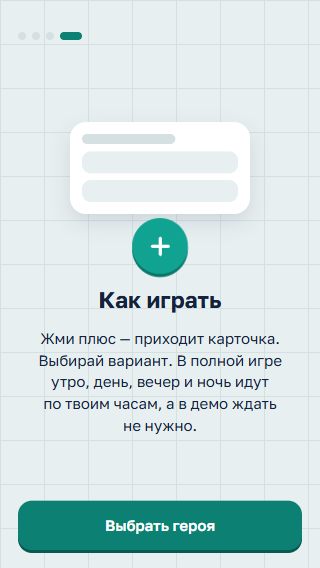 Как играть
Жми плюс — приходит карточка.
Выбирай вариант. В полной игре
утро, день, вечер и ночь идут
по твоим часам, а в демо ждать
не нужно.
Выбрать героя